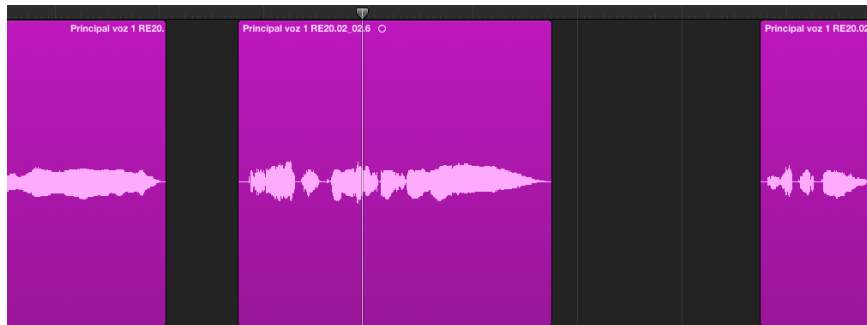 Principal voz 1 RE20.
Principal voz 1 RE20.02_02.6
Principal voz 1 RE20.02